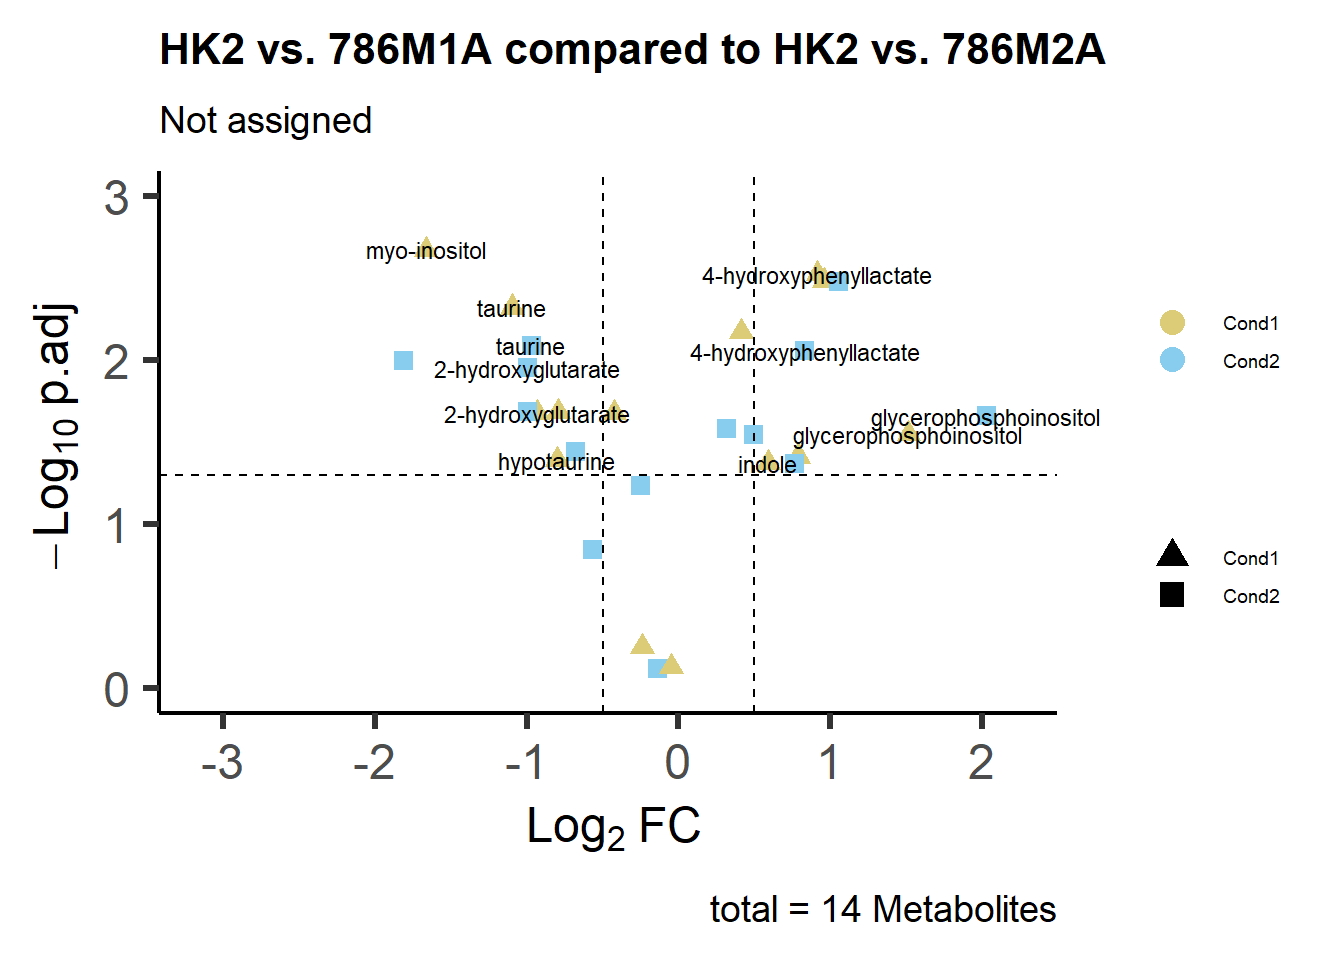 HK2 vs. 786M1A compared to HK2 vs. 786M2A
Not assigned
−Log10 p.adj
3
2
1
0
myo-inositol
taurine
taurine
2-hydroxyglutarate
2-hydroxyglutarate
hypotaurine
4-hydroxyphenyllactate
4-hydroxyphenyllactate
glycerophosphoinositol
glycerophosphoinositol
indole
-3 -2 -1 0 1 2
Log2 FC
Cond1
Cond2
Cond1
Cond2
total = 14 Metabolites